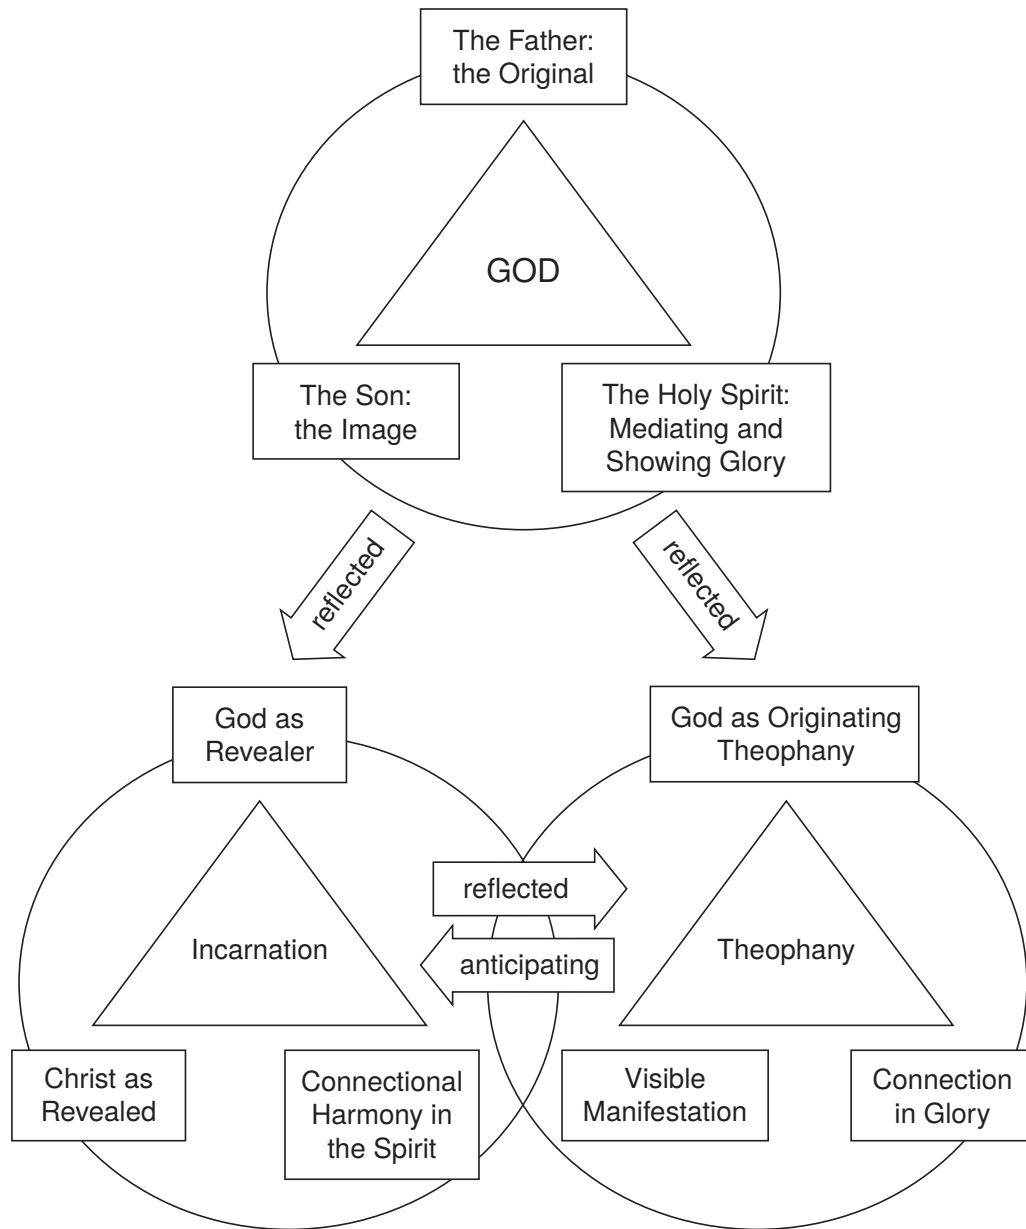 The Father:
the Original
GOD
The Son:
the Image
The Holy Spirit:
Mediating and
Showing Glory
reflected
reflected
God as
Revealer
God as Originating
Theophany
reflected
anticipating
Incarnation
Theophany
Christ as
Revealed
Connectional
Harmony in
the Spirit
Visible
Manifestation
Connection
in Glory